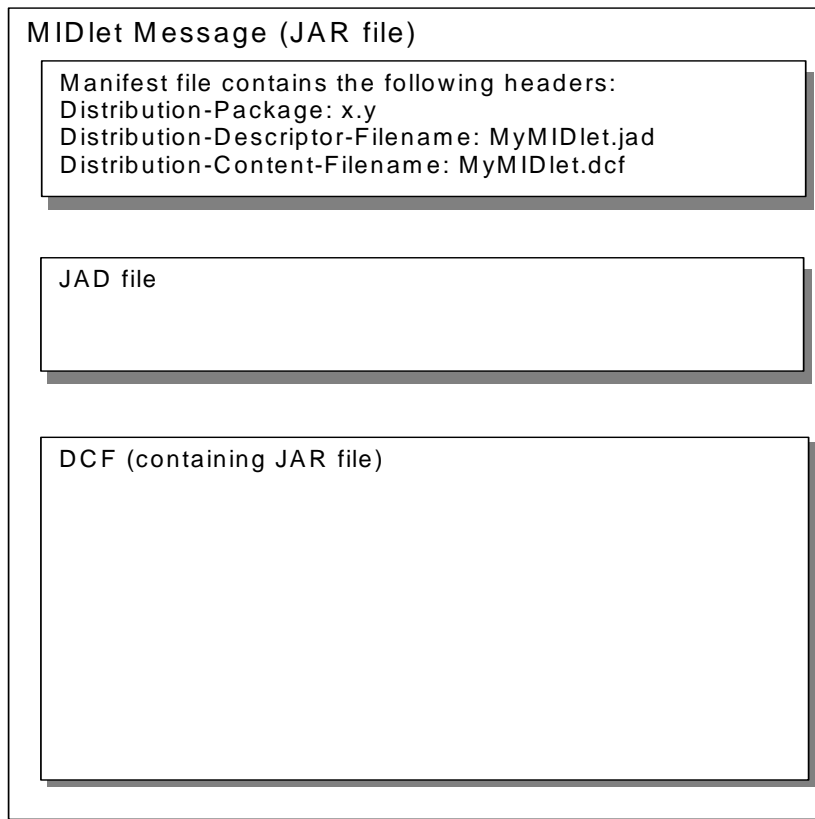 MIDlet Message (JAR file)
Manifest file contains the following headers:
Distribution-Package: x.y
Distribution-Descriptor-Filename: MyMIDlet.jad
Distribution-Content-Filename: MyMIDlet.dcf
JAD file
DCF (containing JAR file)